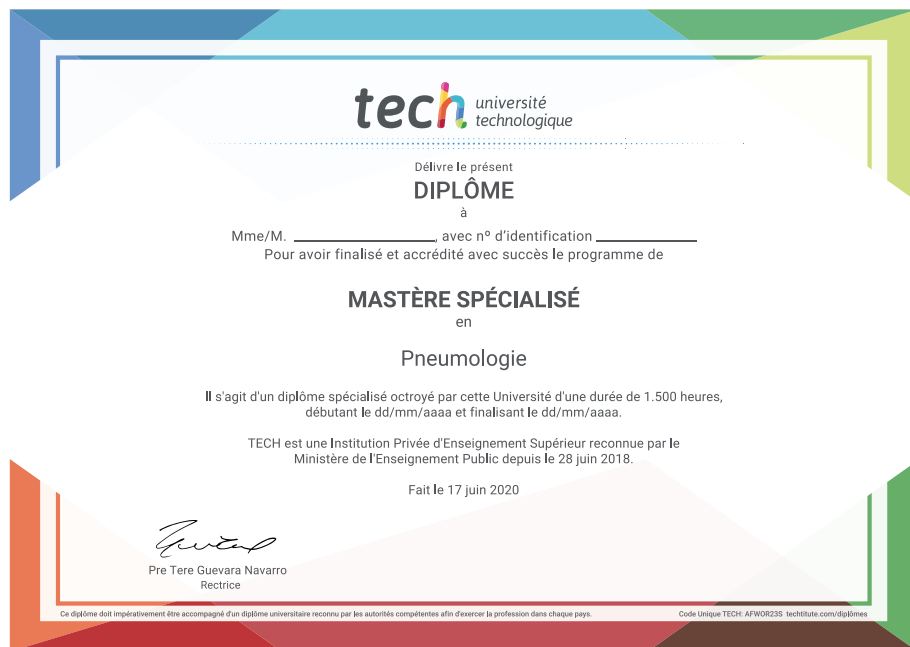 tech université
technologique
Délivre le présent
DIPLÔME
à
Mme/M. ____________, avec nº d'identification ____________
Pour avoir finalisé et accrédité avec succès le programme de
MASTÈRE SPÉCIALISÉ
en
Pneumologie
Il s'agit d'un diplôme spécialisé octroyé par cette Université d'une durée de 1.500 heures,
débutant le dd/mm/aaaa et finalisant le dd/mm/aaaa.
TECH est une Institution Privée d'Enseignement Supérieur reconnue par le
Ministère de l'Enseignement Public depuis le 28 juin 2018.
Fait le 17 juin 2020
Pre Tere Guevara Navarro
Rectrice
Ce diplôme doit impérativement être accompagné d'un diplôme universitaire reconnu par les autorités compétentes afin d'exercer la profession dans chaque pays.
Code Unique TECH: AFWOR23S techtitute.com/diplômes